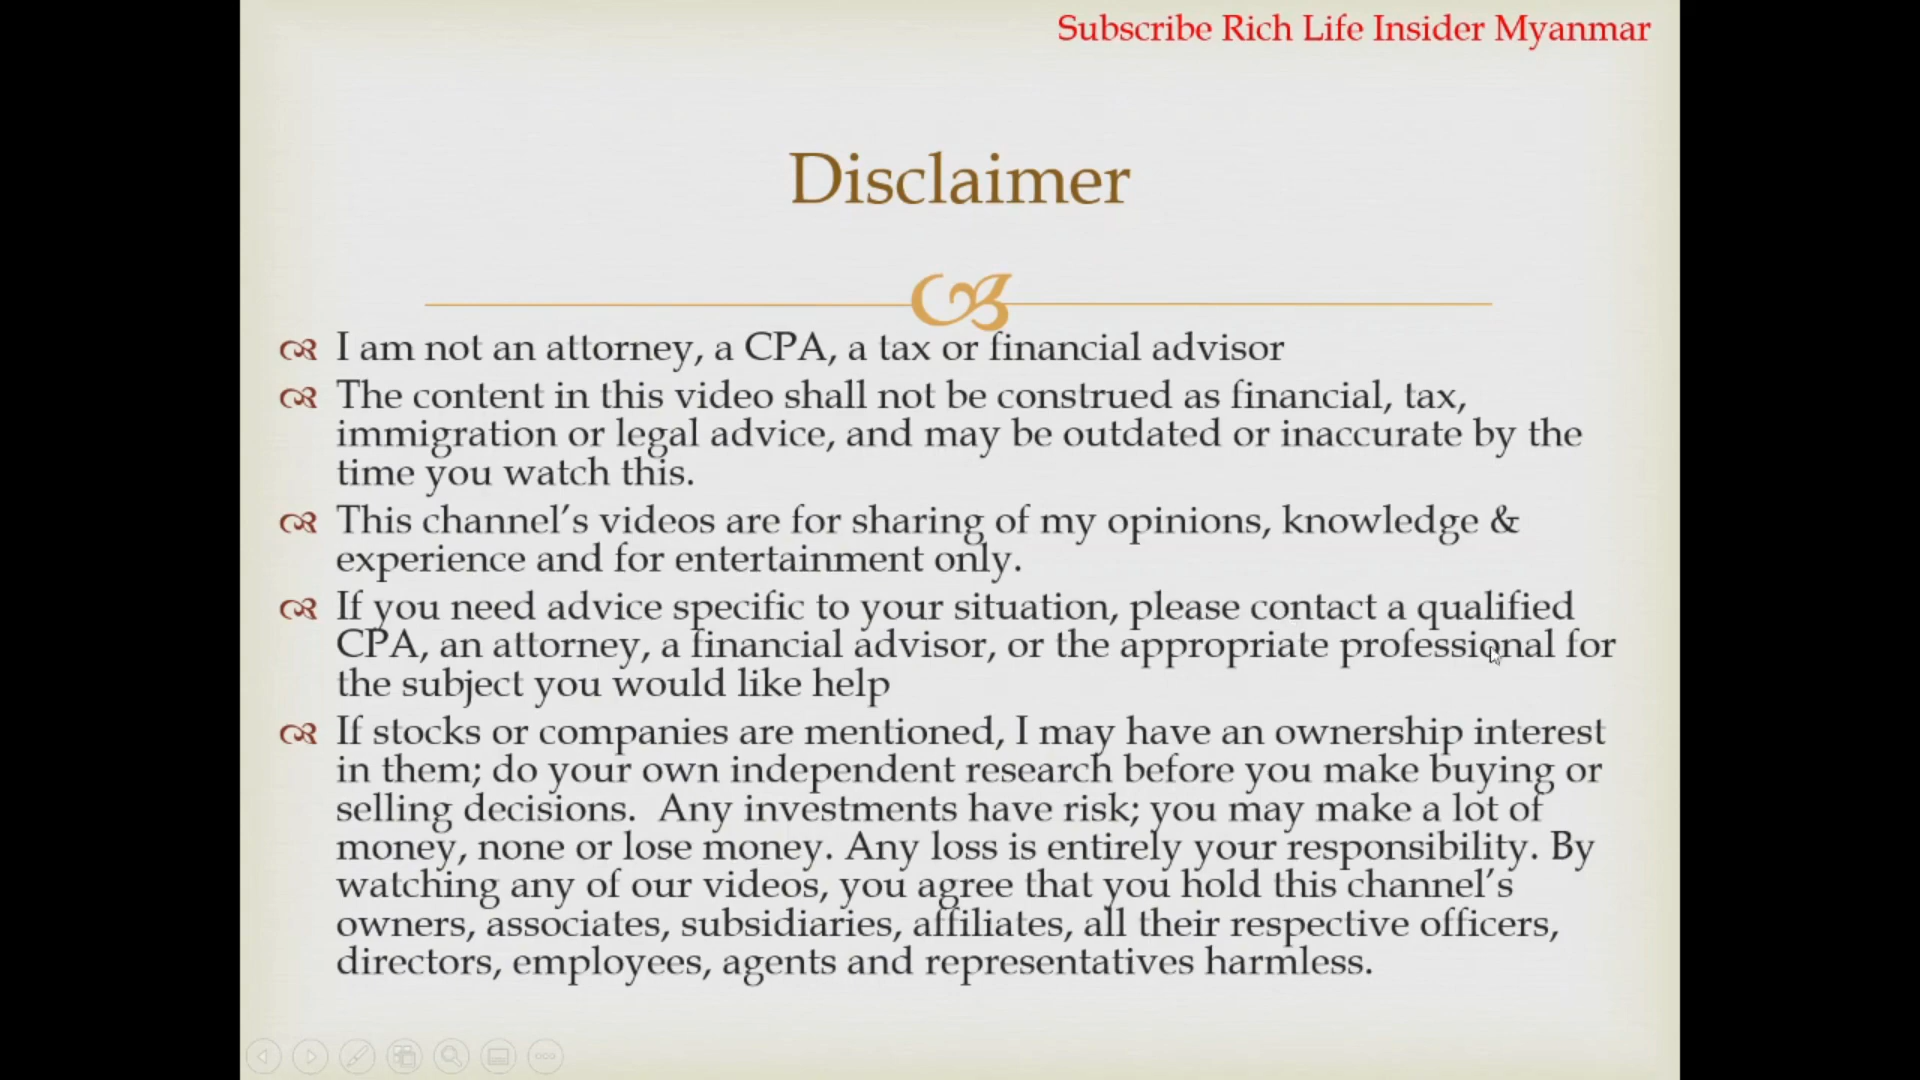 Subscribe Rich Life Insider Myanmar
Disclaimer
I am not an attorney, a CPA, a tax or financial advisor
The content in this video shall not be construed as financial, tax,
immigration or legal advice, and may be outdated or inaccurate by the
time you watch this.
This channel’s videos are for sharing of my opinions, knowledge &
experience and for entertainment only.
If you need advice specific to your situation, please contact a qualified
CPA, an attorney, a financial advisor, or the appropriate professional for
the subject you would like help
If stocks or companies are mentioned, I may have an ownership interest
in them; do your own independent research before you make buying or
selling decisions.  Any investments have risk; you may make a lot of
money, none or lose money. Any loss is entirely your responsibility. By
watching any of our videos, you agree that you hold this channel’s
owners, associates, subsidiaries, affiliates, all their respective officers,
directors, employees, agents and representatives harmless.